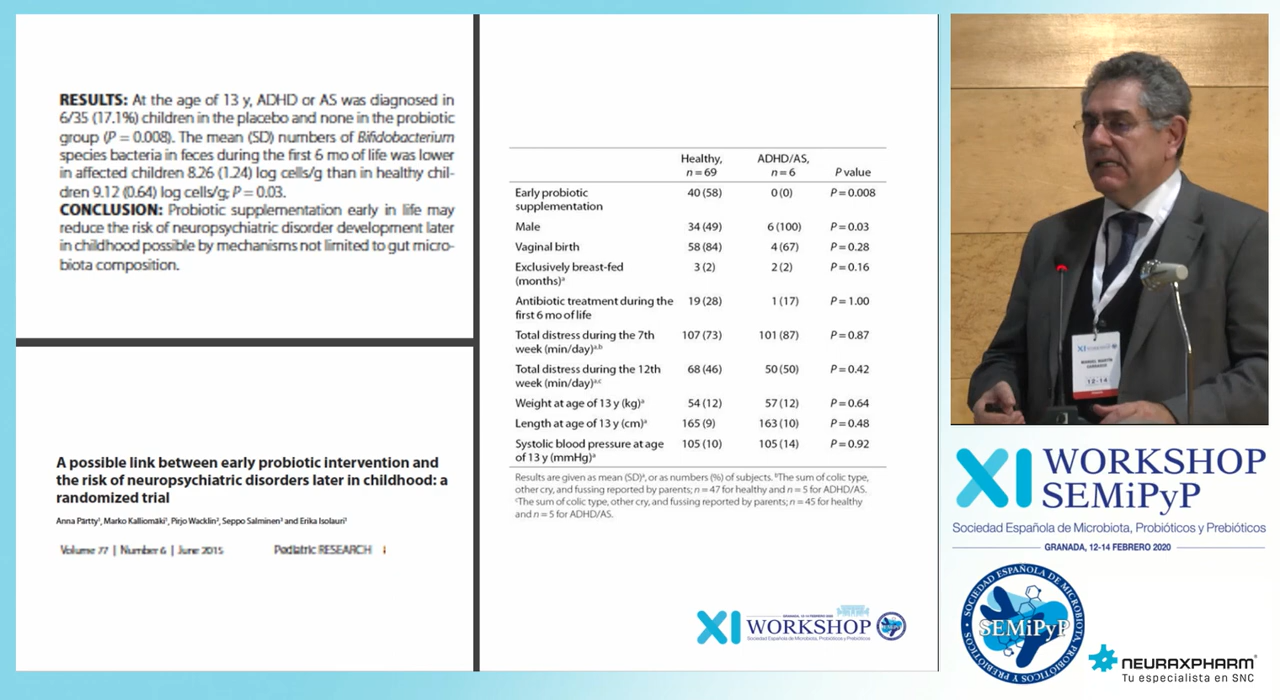 RESULTS: At the age of 13 y, ADHD or AS was diagnosed in
6/35 (17.1%) children in the placebo and none in the probiotic
group (P = 0.008). The mean (SD) numbers of Bifidobacterium
species bacteria in feces during the first 6 mo of life was lower
in affected children 8.26 (1.24) log cells/g than in healthy chil-
dren 9.12 (0.64) log cells/g; P = 0.03.
CONCLUSION: Probiotic supplementation early in life may
reduce the risk of neuropsychiatric disorder development later
in childhood possible by mechanisms not limited to gut micro-
biota composition.
A possible link between early probiotic intervention and
the risk of neuropsychiatric disorders later in childhood: a
randomized trial
Anna Pärtty¹, Marko Kalliomäki¹, Pirjo Wacklin², Seppo Salminen³ and Erika Isolauri¹
Volume 77 | Number 6 | June 2015 Pediatric RESEARCH
Healthy, ADHD/AS,
n = 69 n = 6 P value
Early probiotic 40 (58) 0 (0) P = 0.008
supplementation
Male 34 (49) 6 (100) P = 0.03
Vaginal birth 58 (84) 4 (67) P = 0.28
Exclusively breast-fed 3 (2) 2 (2) P = 0.16
(months)ᵃ
Antibiotic treatment during the 19 (28) 1 (17) P = 1.00
first 6 mo of life
Total distress during the 7th 107 (73) 101 (87) P = 0.87
week (min/day)ᵃ,ᵇ
Total distress during the 12th 68 (46) 50 (50) P = 0.42
week (min/day)ᵃ,ᶜ
Weight at age of 13 y (kg)ᵃ 54 (12) 57 (12) P = 0.64
Length at age of 13 y (cm)ᵃ 165 (9) 163 (10) P = 0.48
Systolic blood pressure at age 105 (10) 105 (14) P = 0.92
of 13 y (mmHg)ᵃ
Results are given as mean (SD)ᵃ, or as numbers (%) of subjects. ᵇThe sum of colic type,
other cry, and fussing reported by parents; n = 47 for healthy and n = 5 for ADHD/AS.
ᶜThe sum of colic type, other cry, and fussing reported by parents; n = 45 for healthy
and n = 5 for ADHD/AS.
GRANADA, 12-14 FEBRERO 2020
XI WORKSHOP
Sociedad Española de Microbiota, Probióticos y Prebióticos
SEMiPyP
MANUEL MARTÍN
12-14
XI WORKSHOP
SEMiPyP
Sociedad Española de Microbiota, Probióticos y Prebióticos
GRANADA, 12-14 FEBRERO 2020
SOCIEDAD ESPAÑOLA DE MICROBIOTA, PROBIÓTICOS Y PREBIÓTICOS
SEMiPyP
NEURAXPHARM
Tu especialista en SNC